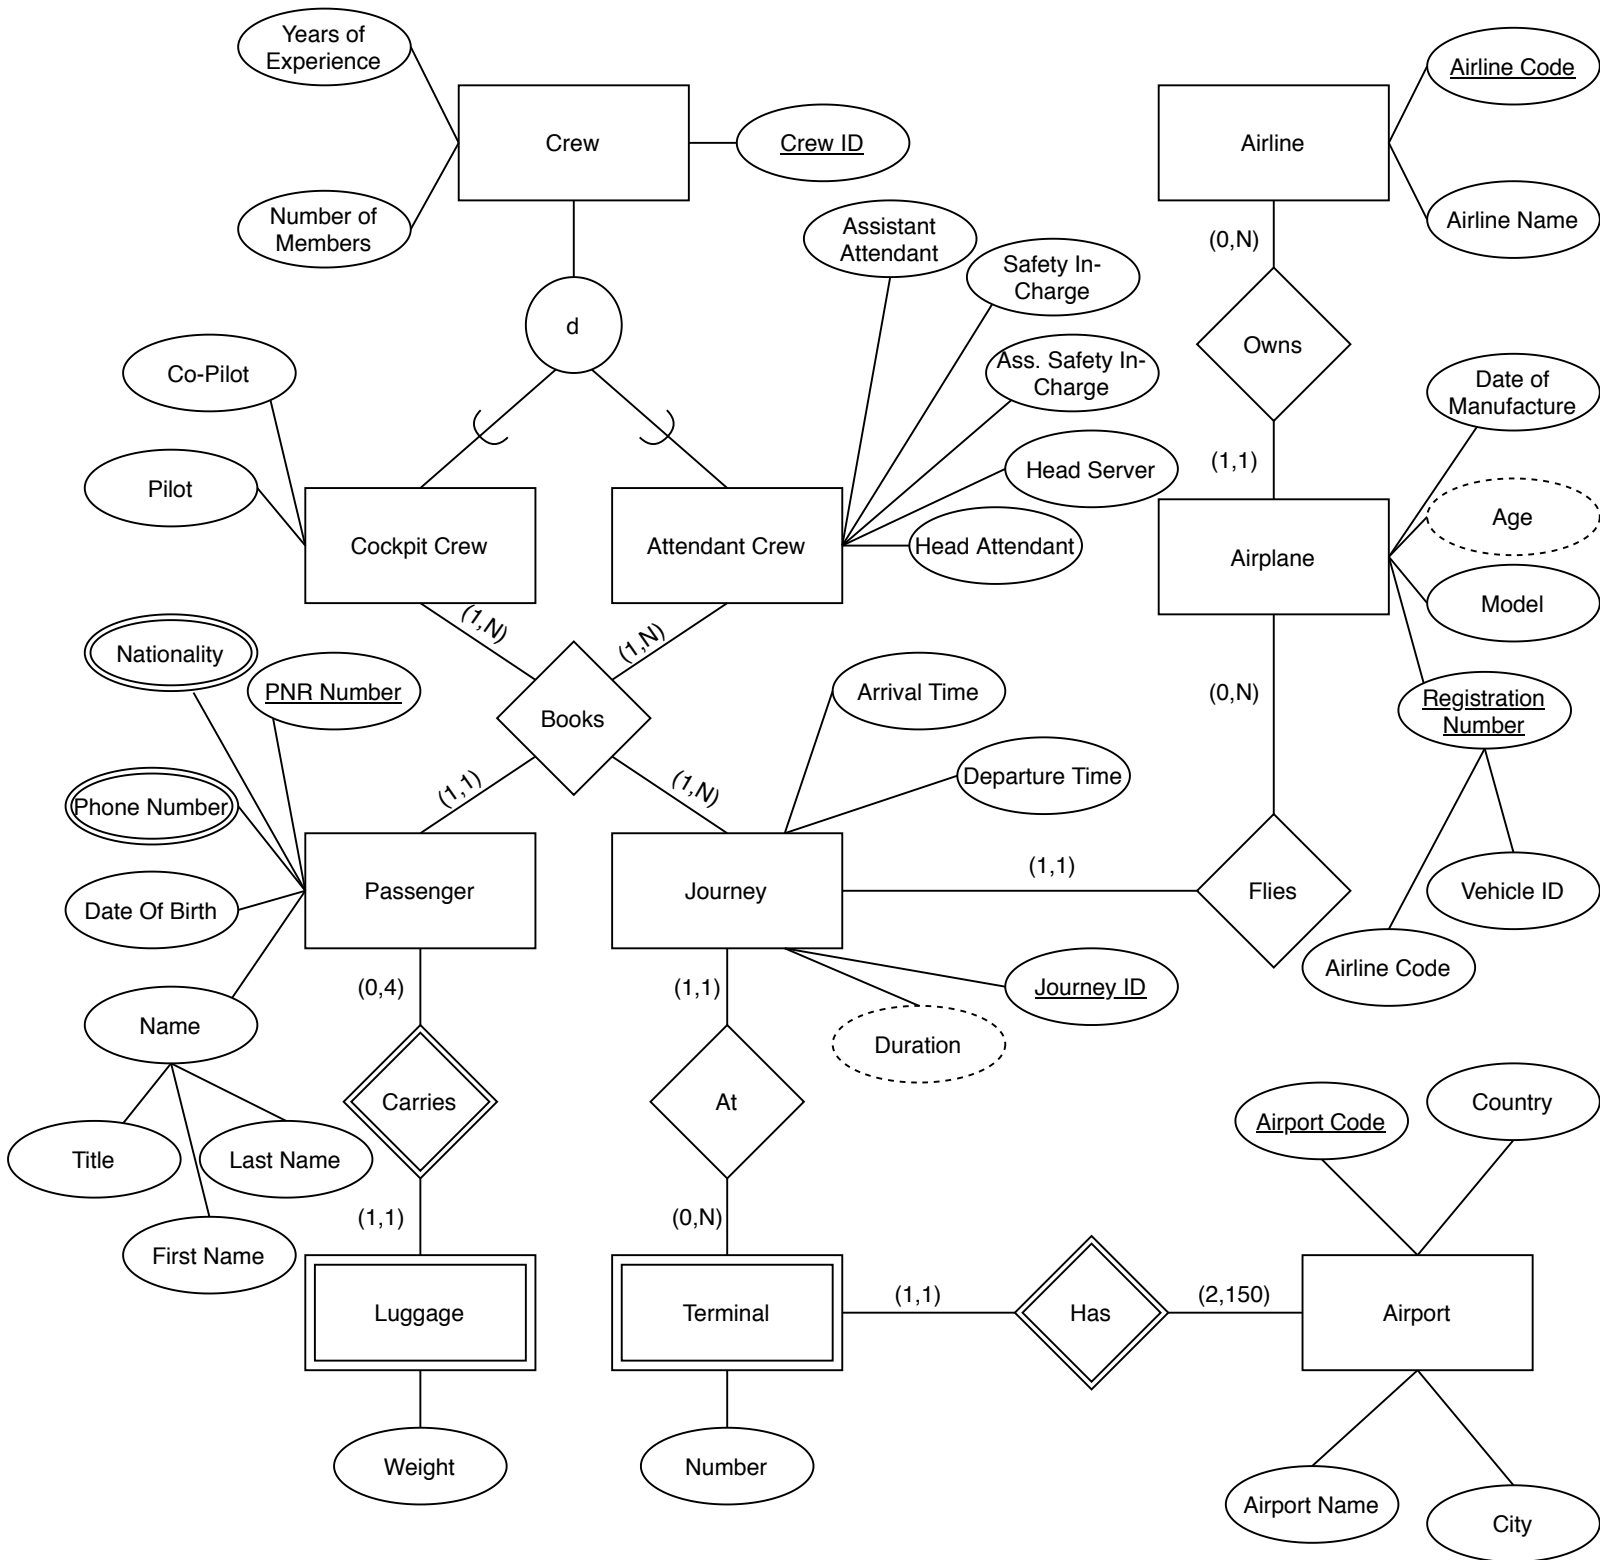 Years of
Experience
Airline Code
Crew
Crew ID
Airline
Number of
Members
Assistant
Attendant
Airline Name
(0,N)
Safety In-
Charge
d
Owns
Co-Pilot
Ass. Safety In-
Charge
Date of
Manufacture
(1,1)
Head Server
Pilot
Age
Cockpit Crew
Attendant Crew
Head Attendant
Airplane
Model
(1,N)
(1,N)
Nationality
PNR Number
Arrival Time
(0,N)
Registration
Number
Books
Departure Time
(1,1)
(1,N)
Phone Number
(1,1)
Passenger
Journey
Flies
Vehicle ID
Date Of Birth
Airline Code
(0,4)
(1,1)
Journey ID
Name
Duration
Carries
At
Airport Code
Country
Title
Last Name
(1,1)
(0,N)
First Name
(1,1)
(2,150)
Luggage
Terminal
Has
Airport
Weight
Number
Airport Name
City